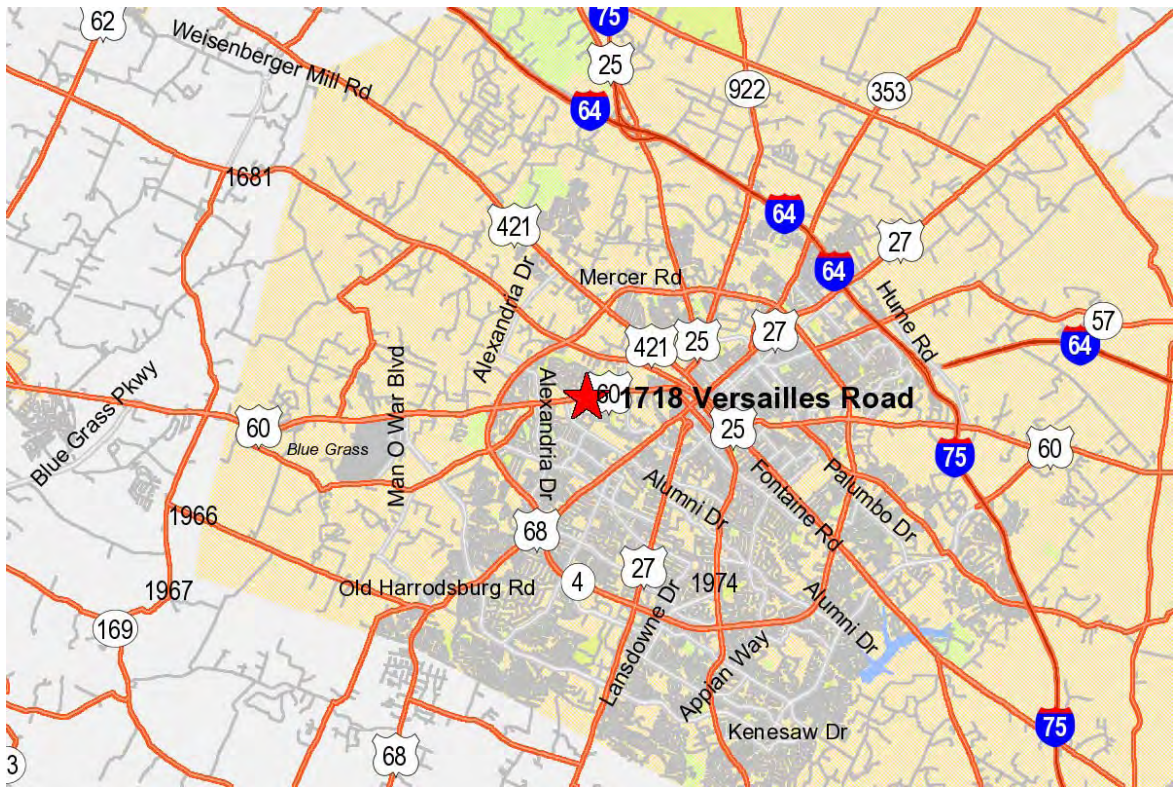 75
62
Weisenberger Mill Rd
25
922
353
64
1681
64
421
27
64
Mercer Rd
Alexandria Dr
Hume Rd
57
421
25
27
64
Blue Grass Pkwy
Man O War Blvd
Alexandria Dr
60
1718 Versailles Road
60
Blue Grass
25
60
75
Alumni Dr
Fontaine Rd
Palumbo Dr
1966
68
27
1974
1967
Old Harrodsburg Rd
4
Lansdowne Dr
Alumni Dr
169
Appian Way
Kenesaw Dr
75
68
3